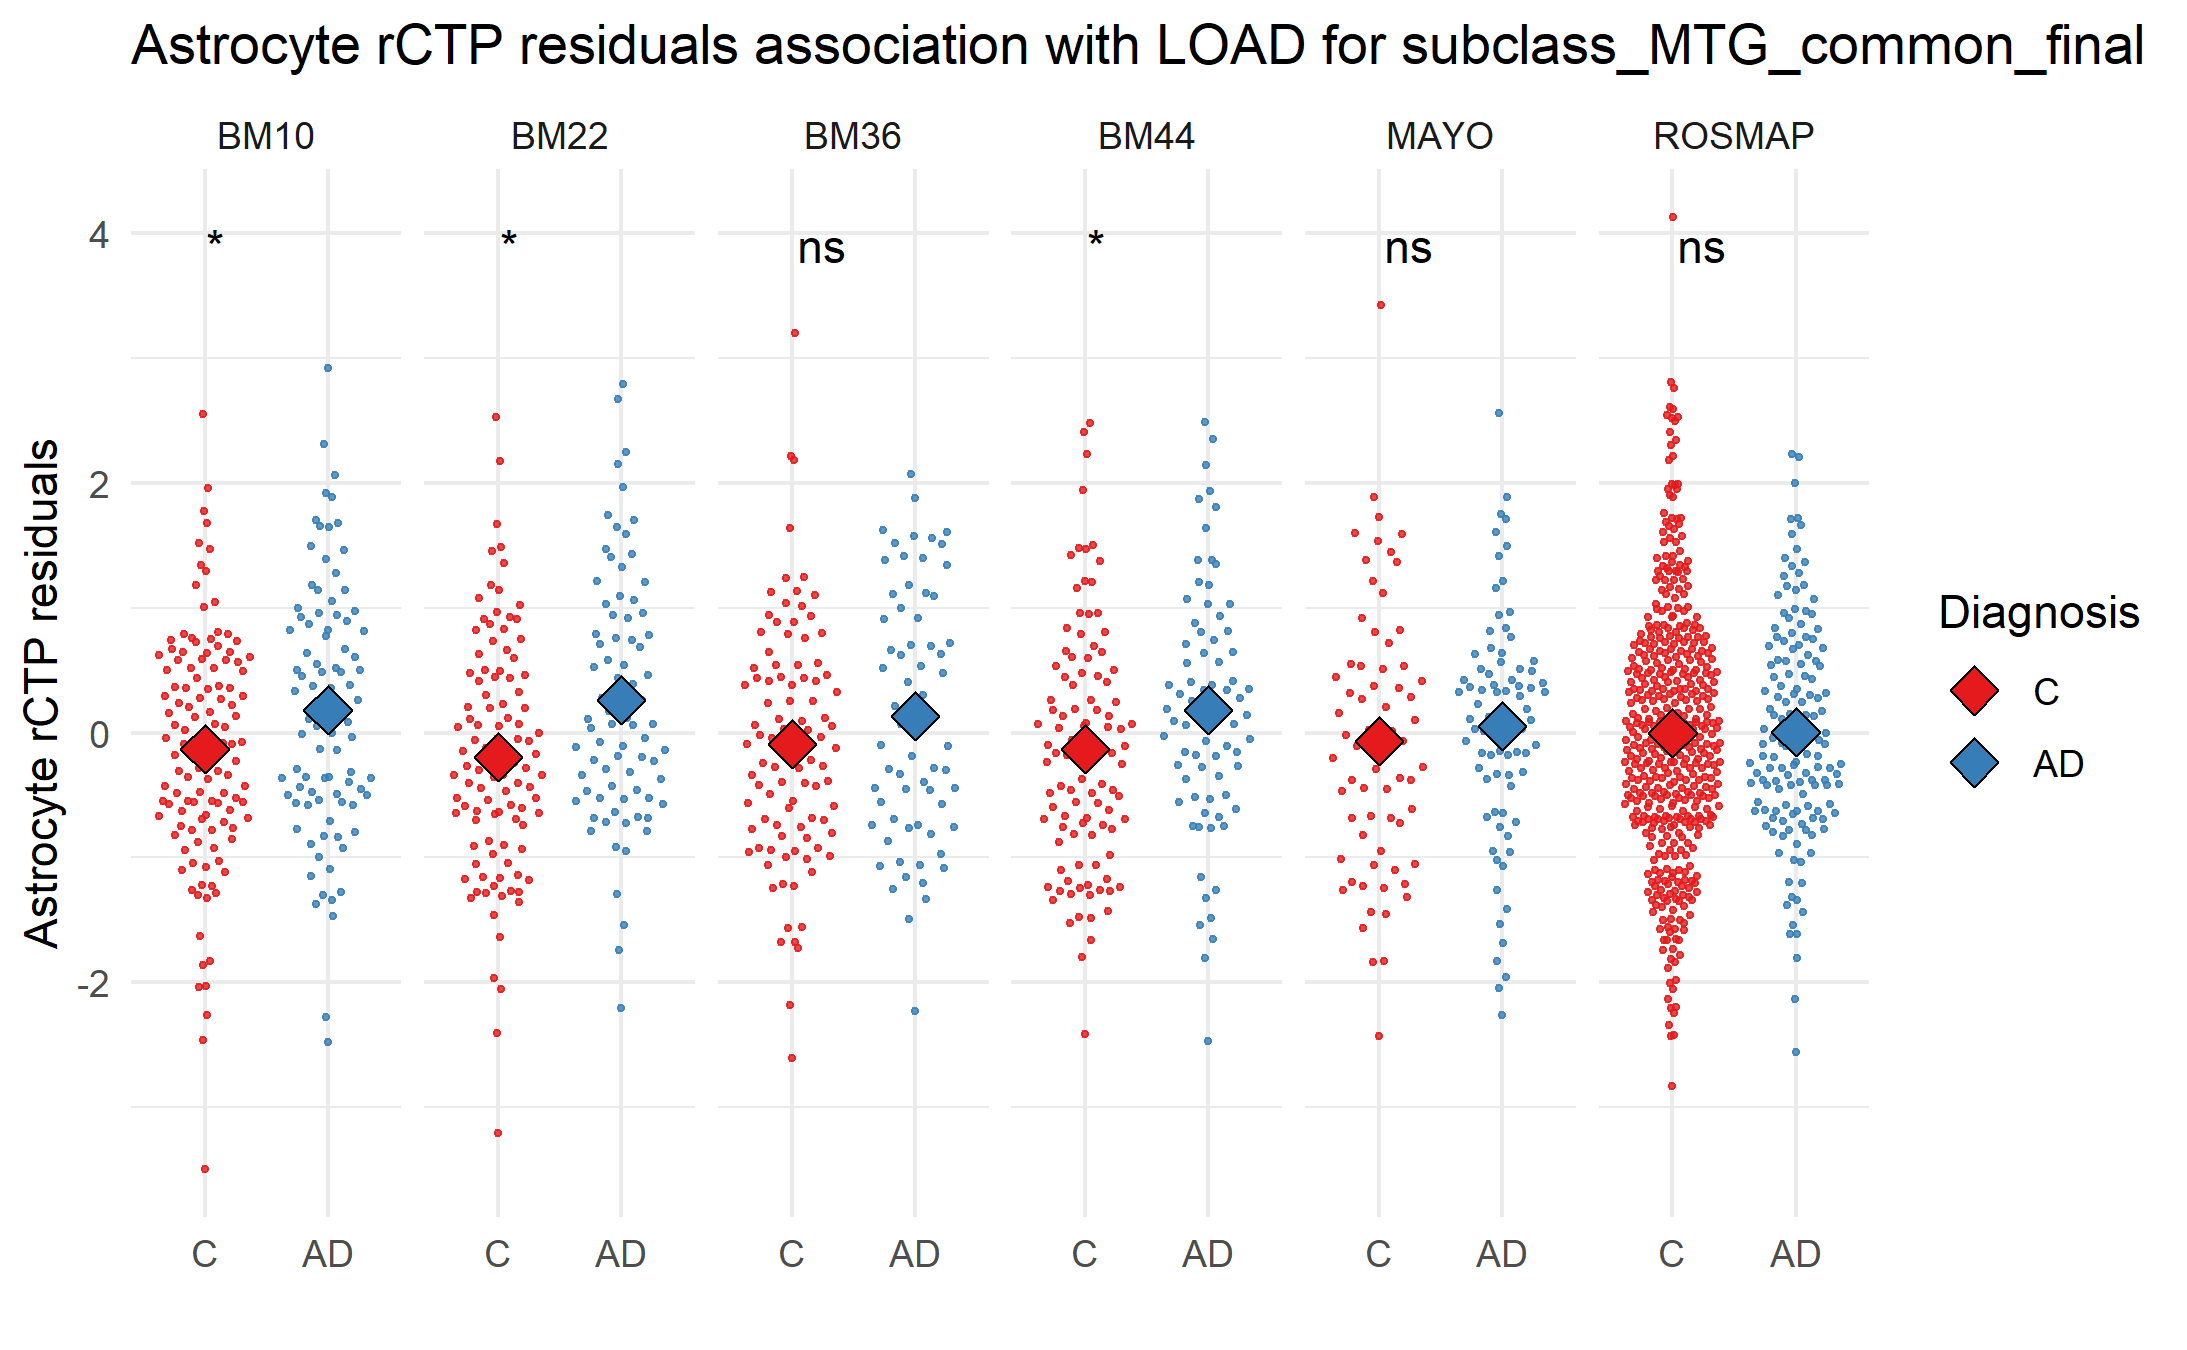 Astrocyte rCTP residuals association with LOAD for subclass_MTG_common_final
BM10 BM22 BM36 BM44 MAYO ROSMAP
* * ns * ns ns
4
2
0
-2
Astrocyte rCTP residuals
C AD C AD C AD C AD C AD C AD
Diagnosis
C
AD